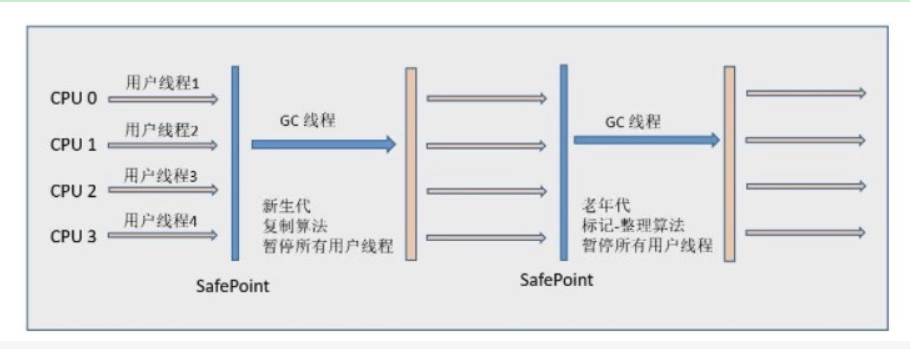 CPU 0
用户线程1
CPU 1
用户线程2
CPU 2
用户线程3
CPU 3
用户线程4
SafePoint
GC 线程
新生代
复制算法
暂停所有用户线程
SafePoint
GC 线程
老年代
标记-整理算法
暂停所有用户线程